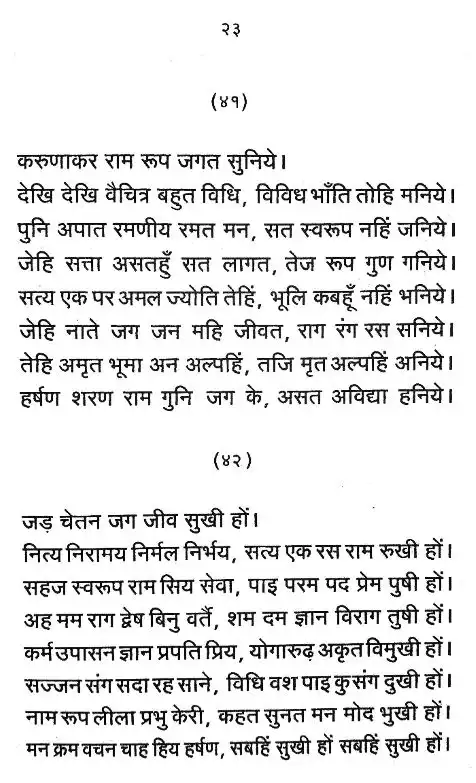 २३
(४१)
करुणाकर राम रूप जगत सुनिये।
देखि देखि वैचित्र बहुत विधि, विविध भाँति तोहि मनिये।
पुनि अपात रमणीय रमत मन, सत स्वरूप नहिं जनिये।
जेहि सत्ता असतहुँ सत लागत, तेज रूप गुण गनिये।
सत्य एक पर अमल ज्योति तेहिं, भूलि कबहूँ नहिं भनिये।
जेहि नाते जग जन महि जीवत, राग रंग रस सनिये।
तेहि अमृत भूमा अन अल्पहिं, तजि मृत अल्पहिं अनिये।
हर्षण शरण राम गुनि जग के, असत अविद्या हनिये।
(४२)
जड़ चेतन जग जीव सुखी हों।
नित्य निरामय निर्मल निर्भय, सत्य एक रस राम रुखी हों।
सहज स्वरूप राम सिय सेवा, पाइ परम पद प्रेम पुषी हों।
अह मम राग द्वेष बिनु वर्तै, शम दम ज्ञान विराग तुषी हों।
कर्म उपासन ज्ञान प्रपति प्रिय, योगारुढ़ अकृत विमुखी हों।
सज्जन संग सदा रह साने, विधि वश पाइ कुसंग दुखी हों।
नाम रूप लीला प्रभु केरी, कहत सुनत मन मोद भुखी हों।
मन क्रम वचन चाह हिय हर्षण, सबहिं सुखी हों सबहिं सुखी हों।